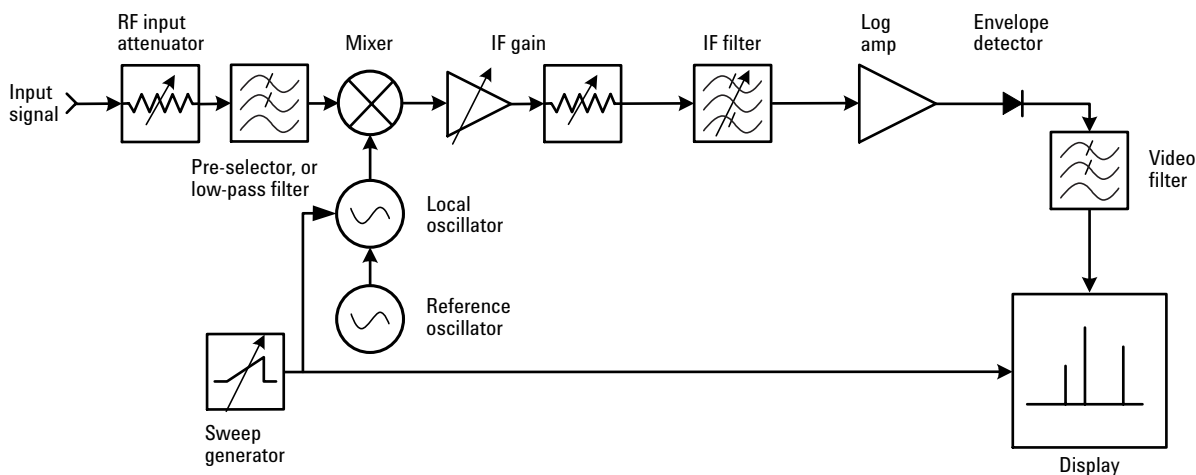 RF input
attenuator
Mixer
IF gain
IF filter
Log
amp
Envelope
detector
Input
signal
Pre-selector, or
low-pass filter
Video
filter
Local
oscillator
Reference
oscillator
Sweep
generator
Display